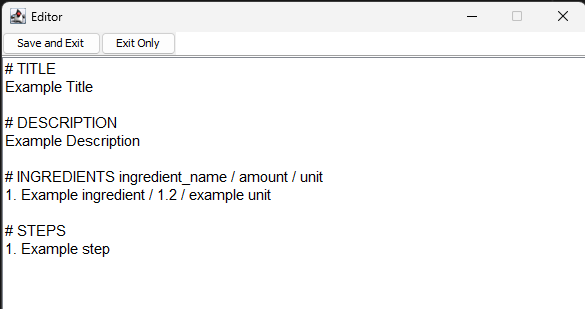 Editor
Save and Exit
Exit Only
# TITLE
Example Title
# DESCRIPTION
Example Description
# INGREDIENTS ingredient_name / amount / unit
1. Example ingredient / 1.2 / example unit
# STEPS
1. Example step